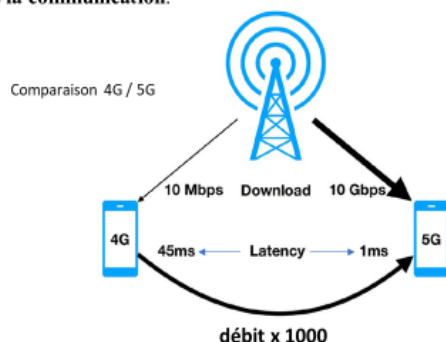 la communication.
Comparaison 4G / 5G
10 Mbps Download 10 Gbps
4G 45ms Latency 1ms 5G
débit x 1000